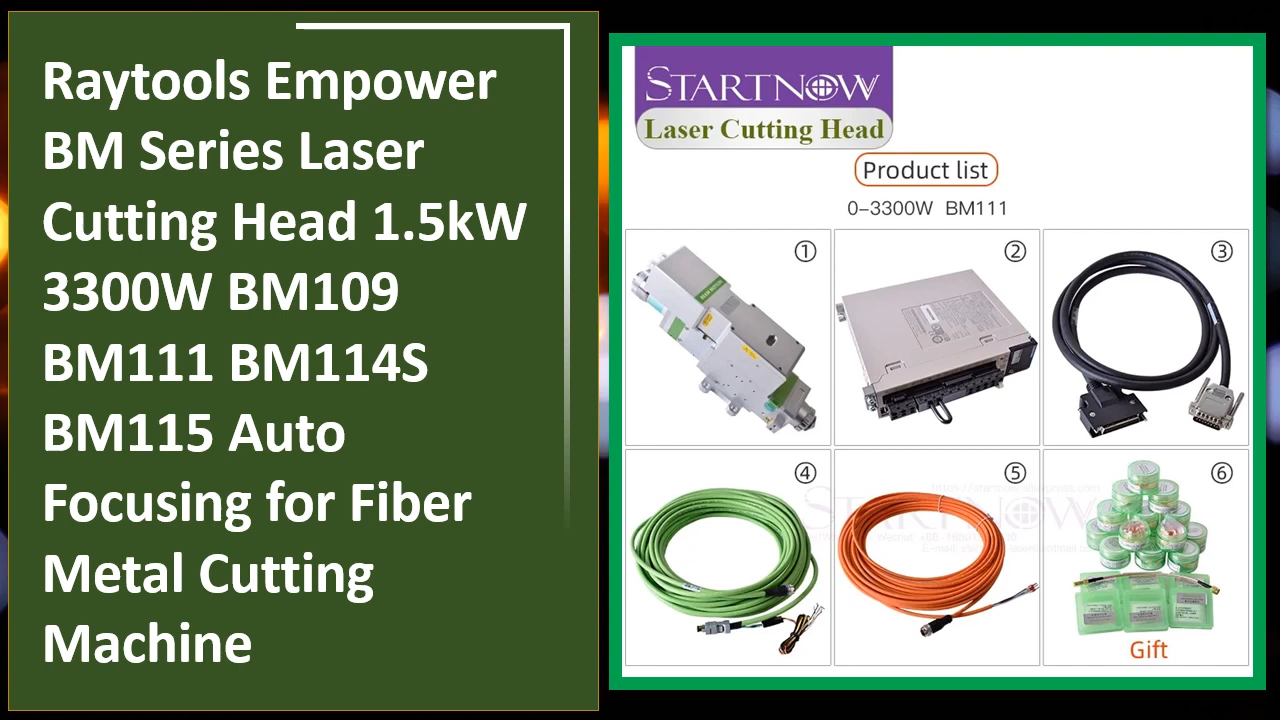 Raytools Empower
BM Series Laser
Cutting Head 1.5kW
3300W BM109
BM111 BM114S
BM115 Auto
Focusing for Fiber
Metal Cutting
Machine
STARTNOW
Laser Cutting Head
Product list
0-3300W BM111
①
②
③
④
⑤
⑥
STARTNOW
Gift